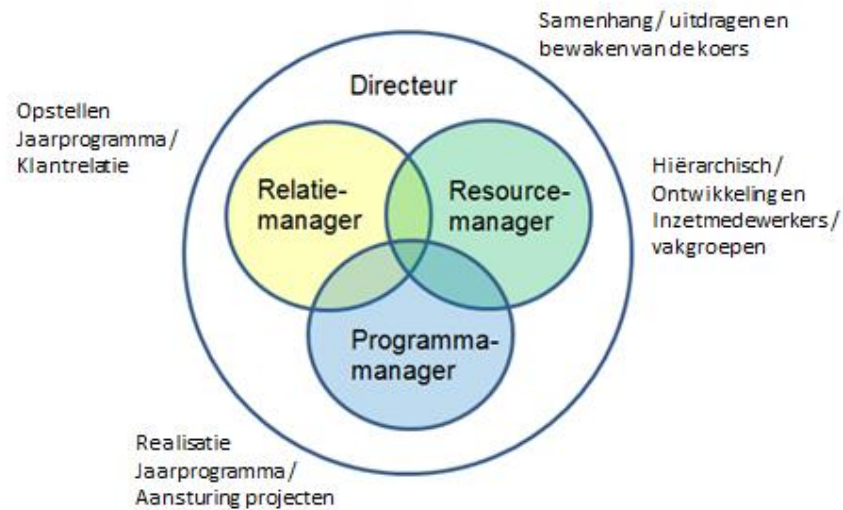 Samenhang/ uitdragen en
bewaken van de koers
Directeur
Opstellen
Jaarprogramma/
Klantrelatie
Relatie-
manager
Resource-
manager
Hiërarchisch/
Ontwikkeling en
Inzet medewerkers/
vakgroepen
Programma-
manager
Realisatie
Jaarprogramma/
Aansturing projecten